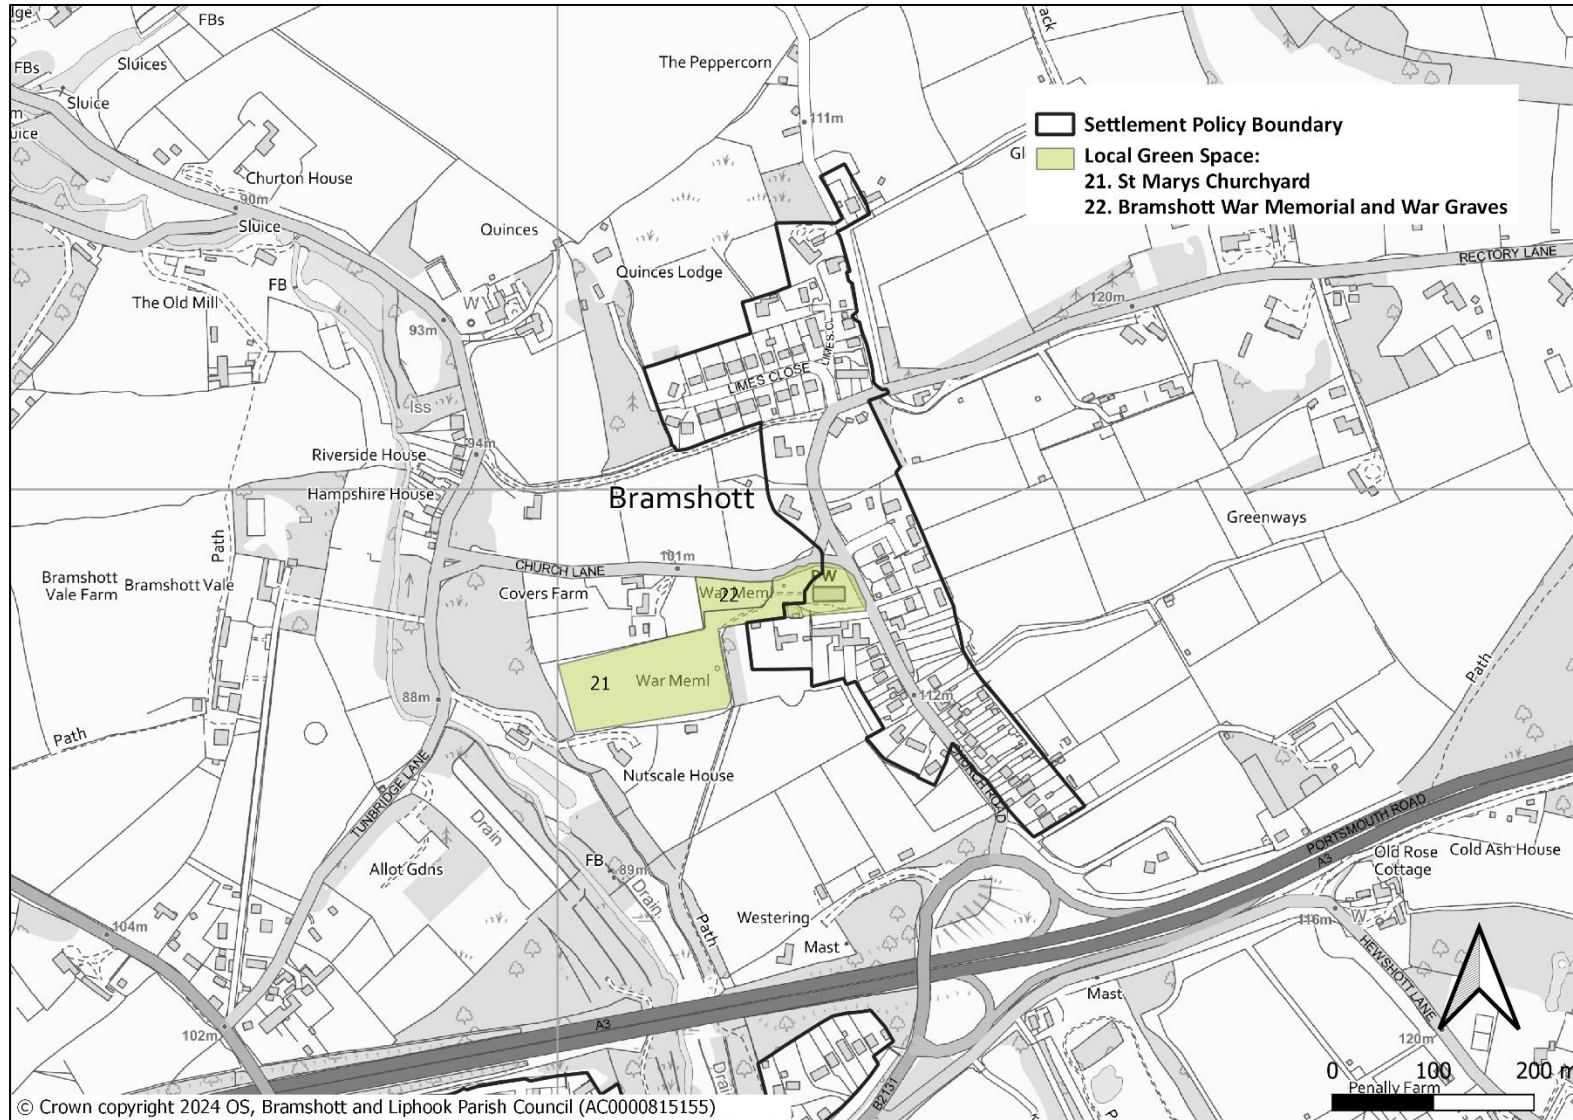 FBs
The Peppercorn
FBs
Sluices
Sluice
111m
Settlement Policy Boundary
Local Green Space:
21. St Marys Churchyard
22. Bramshott War Memorial and War Graves
Churton House
90m
Sluice
Quinces
Quinces Lodge
RECTORY LANE
The Old Mill
FB
W
93m
120m
LIMES C
LIMES CLOSE
Iss
94m
Riverside House
Hampshire House
Bramshott
Greenways
Path
CHURCH LANE
101m
PW
Bramshott
Vale Farm
Bramshott Vale
Covers Farm
War Meml
22
21
War Meml
88m
112m
Path
Path
Nutscale House
CHURCH ROAD
TUNBRIDGE LANE
Drain
PORTSMOUTH ROAD
A3
Old Rose
Cottage
Cold Ash House
Allot Gdns
FB
89m
Drain
Path
Westering
Mast
116m
W
104m
HEWSHOTT LANE
Mast
102m
A3
120m
B2131
Drain
0 100 200 m
Penally Farm
© Crown copyright 2024 OS, Bramshott and Liphook Parish Council (AC0000815155)